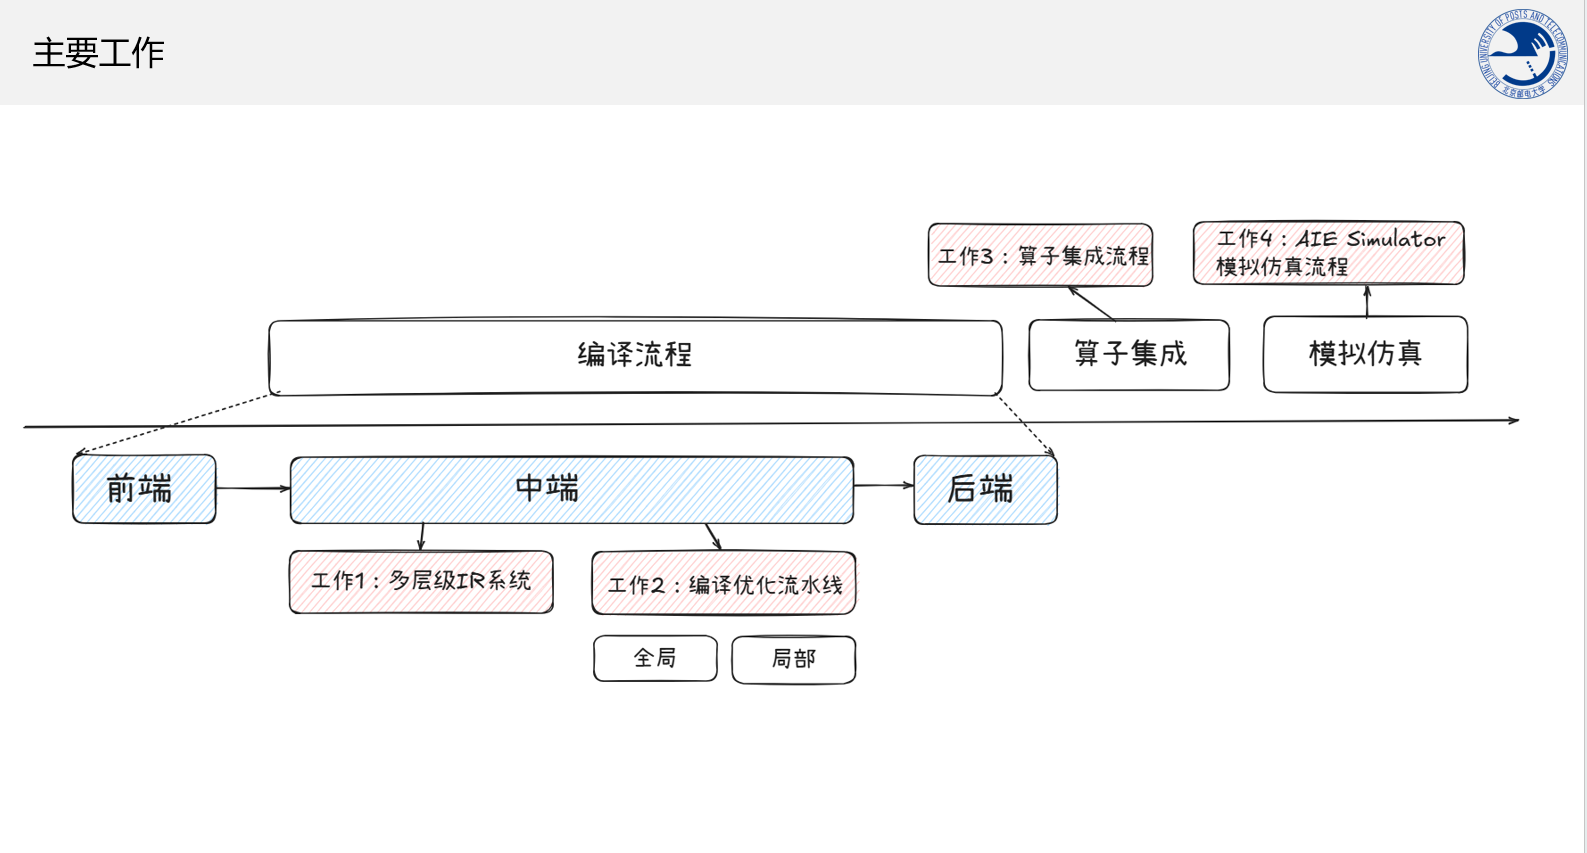 主要工作
BEIJING UNIVERSITY OF POSTS AND TELECOMMUNICATIONS
北京邮电大学
工作3：算子集成流程
工作4：AIE Simulator
模拟仿真流程
编译流程
算子集成
模拟仿真
前端
中端
后端
工作1：多层级IR系统
工作2：编译优化流水线
全局
局部